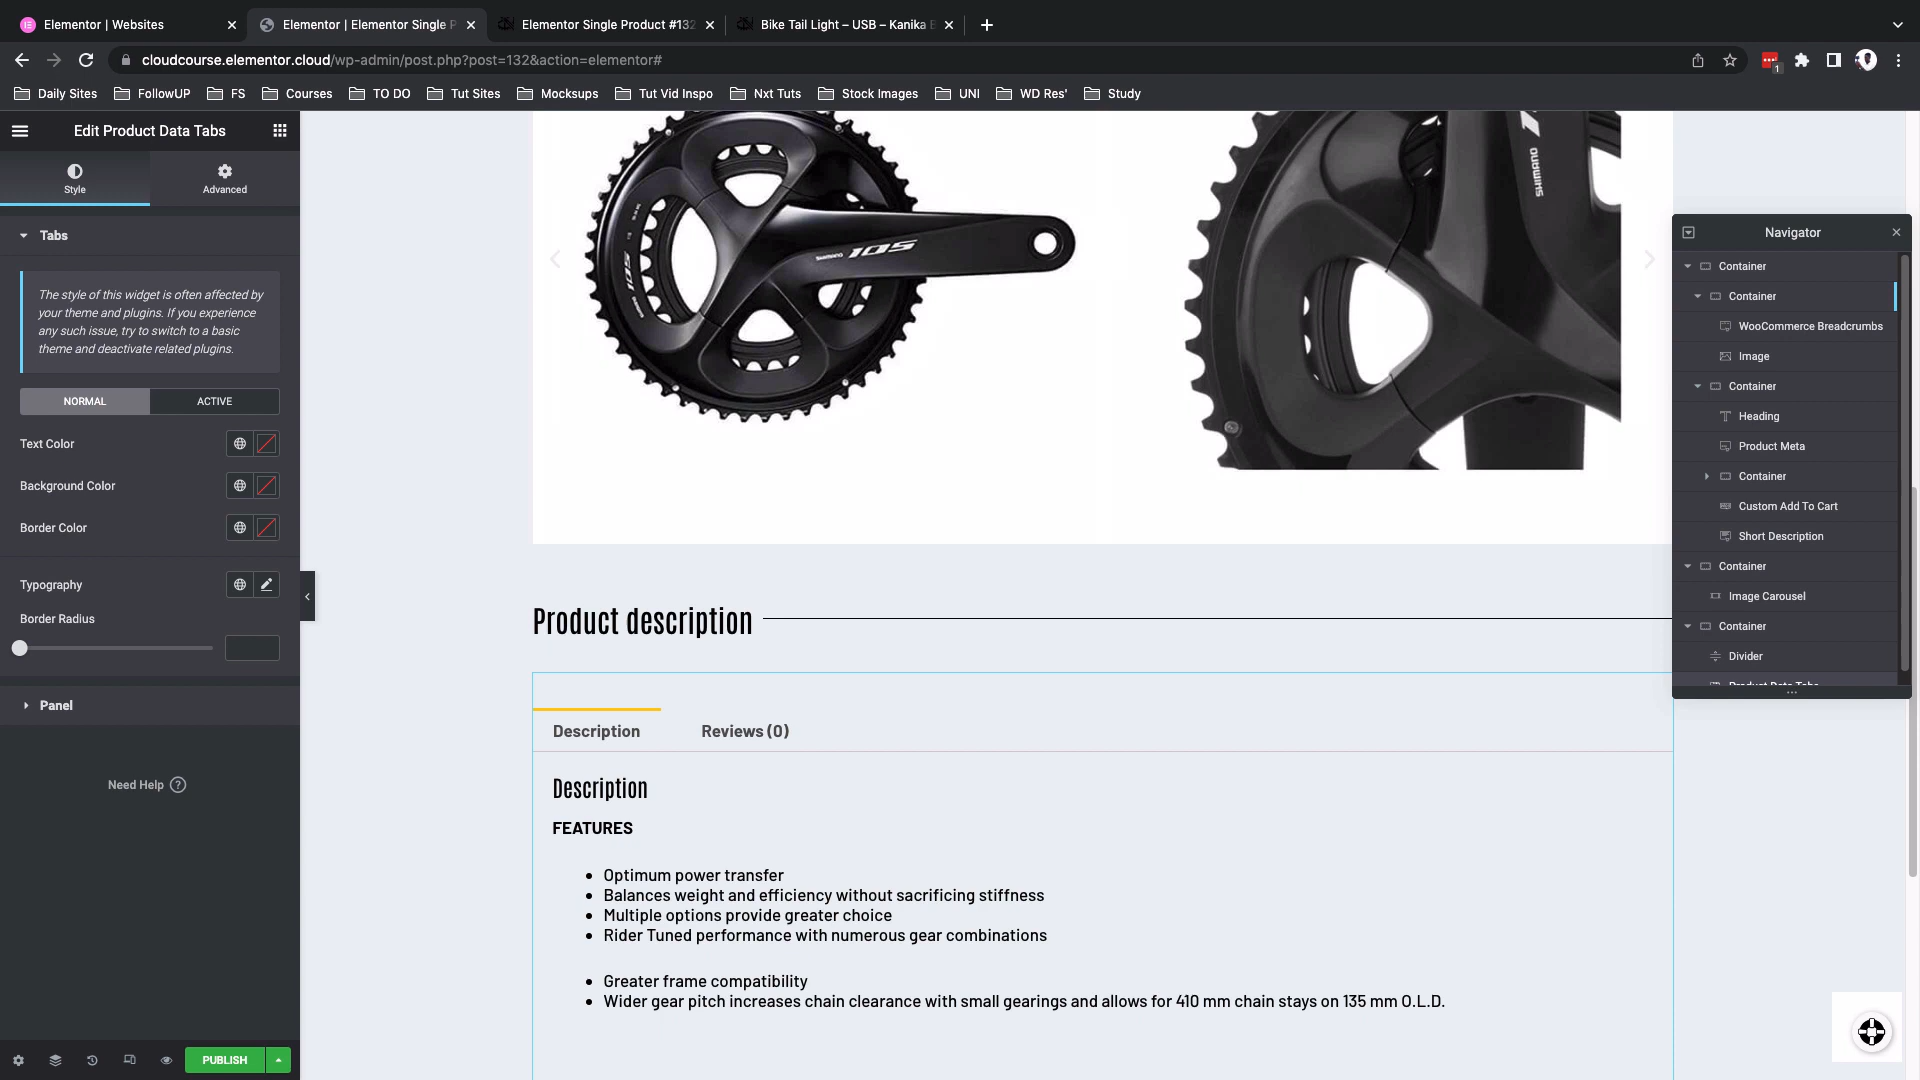 Elementor | Websites
Elementor | Elementor Single P
Elementor Single Product #132
Bike Tail Light – USB – Kanika B
cloudcourse.elementor.cloud/wp-admin/post.php?post=132&action=elementor#
1
Daily Sites
FollowUP
FS
Courses
TO DO
Tut Sites
Mocksups
Tut Vid Inspo
Nxt Tuts
Stock Images
UNI
WD Res'
Study
Edit Product Data Tabs
Style
Advanced
Tabs
The style of this widget is often affected by
your theme and plugins. If you experience
any such issue, try to switch to a basic
theme and deactivate related plugins.
NORMAL
ACTIVE
Text Color
Background Color
Border Color
Typography
Border Radius
Panel
Need Help ?
PUBLISH
SHIMANO 105
SHIMANO
Product description
Description
Reviews (0)
Description
FEATURES
• Optimum power transfer
• Balances weight and efficiency without sacrificing stiffness
• Multiple options provide greater choice
• Rider Tuned performance with numerous gear combinations
• Greater frame compatibility
• Wider gear pitch increases chain clearance with small gearings and allows for 410 mm chain stays on 135 mm O.L.D.
Navigator
Container
Container
WooCommerce Breadcrumbs
Image
Container
Heading
Product Meta
Container
Custom Add To Cart
Short Description
Container
Image Carousel
Container
Divider
Product Data Tabs